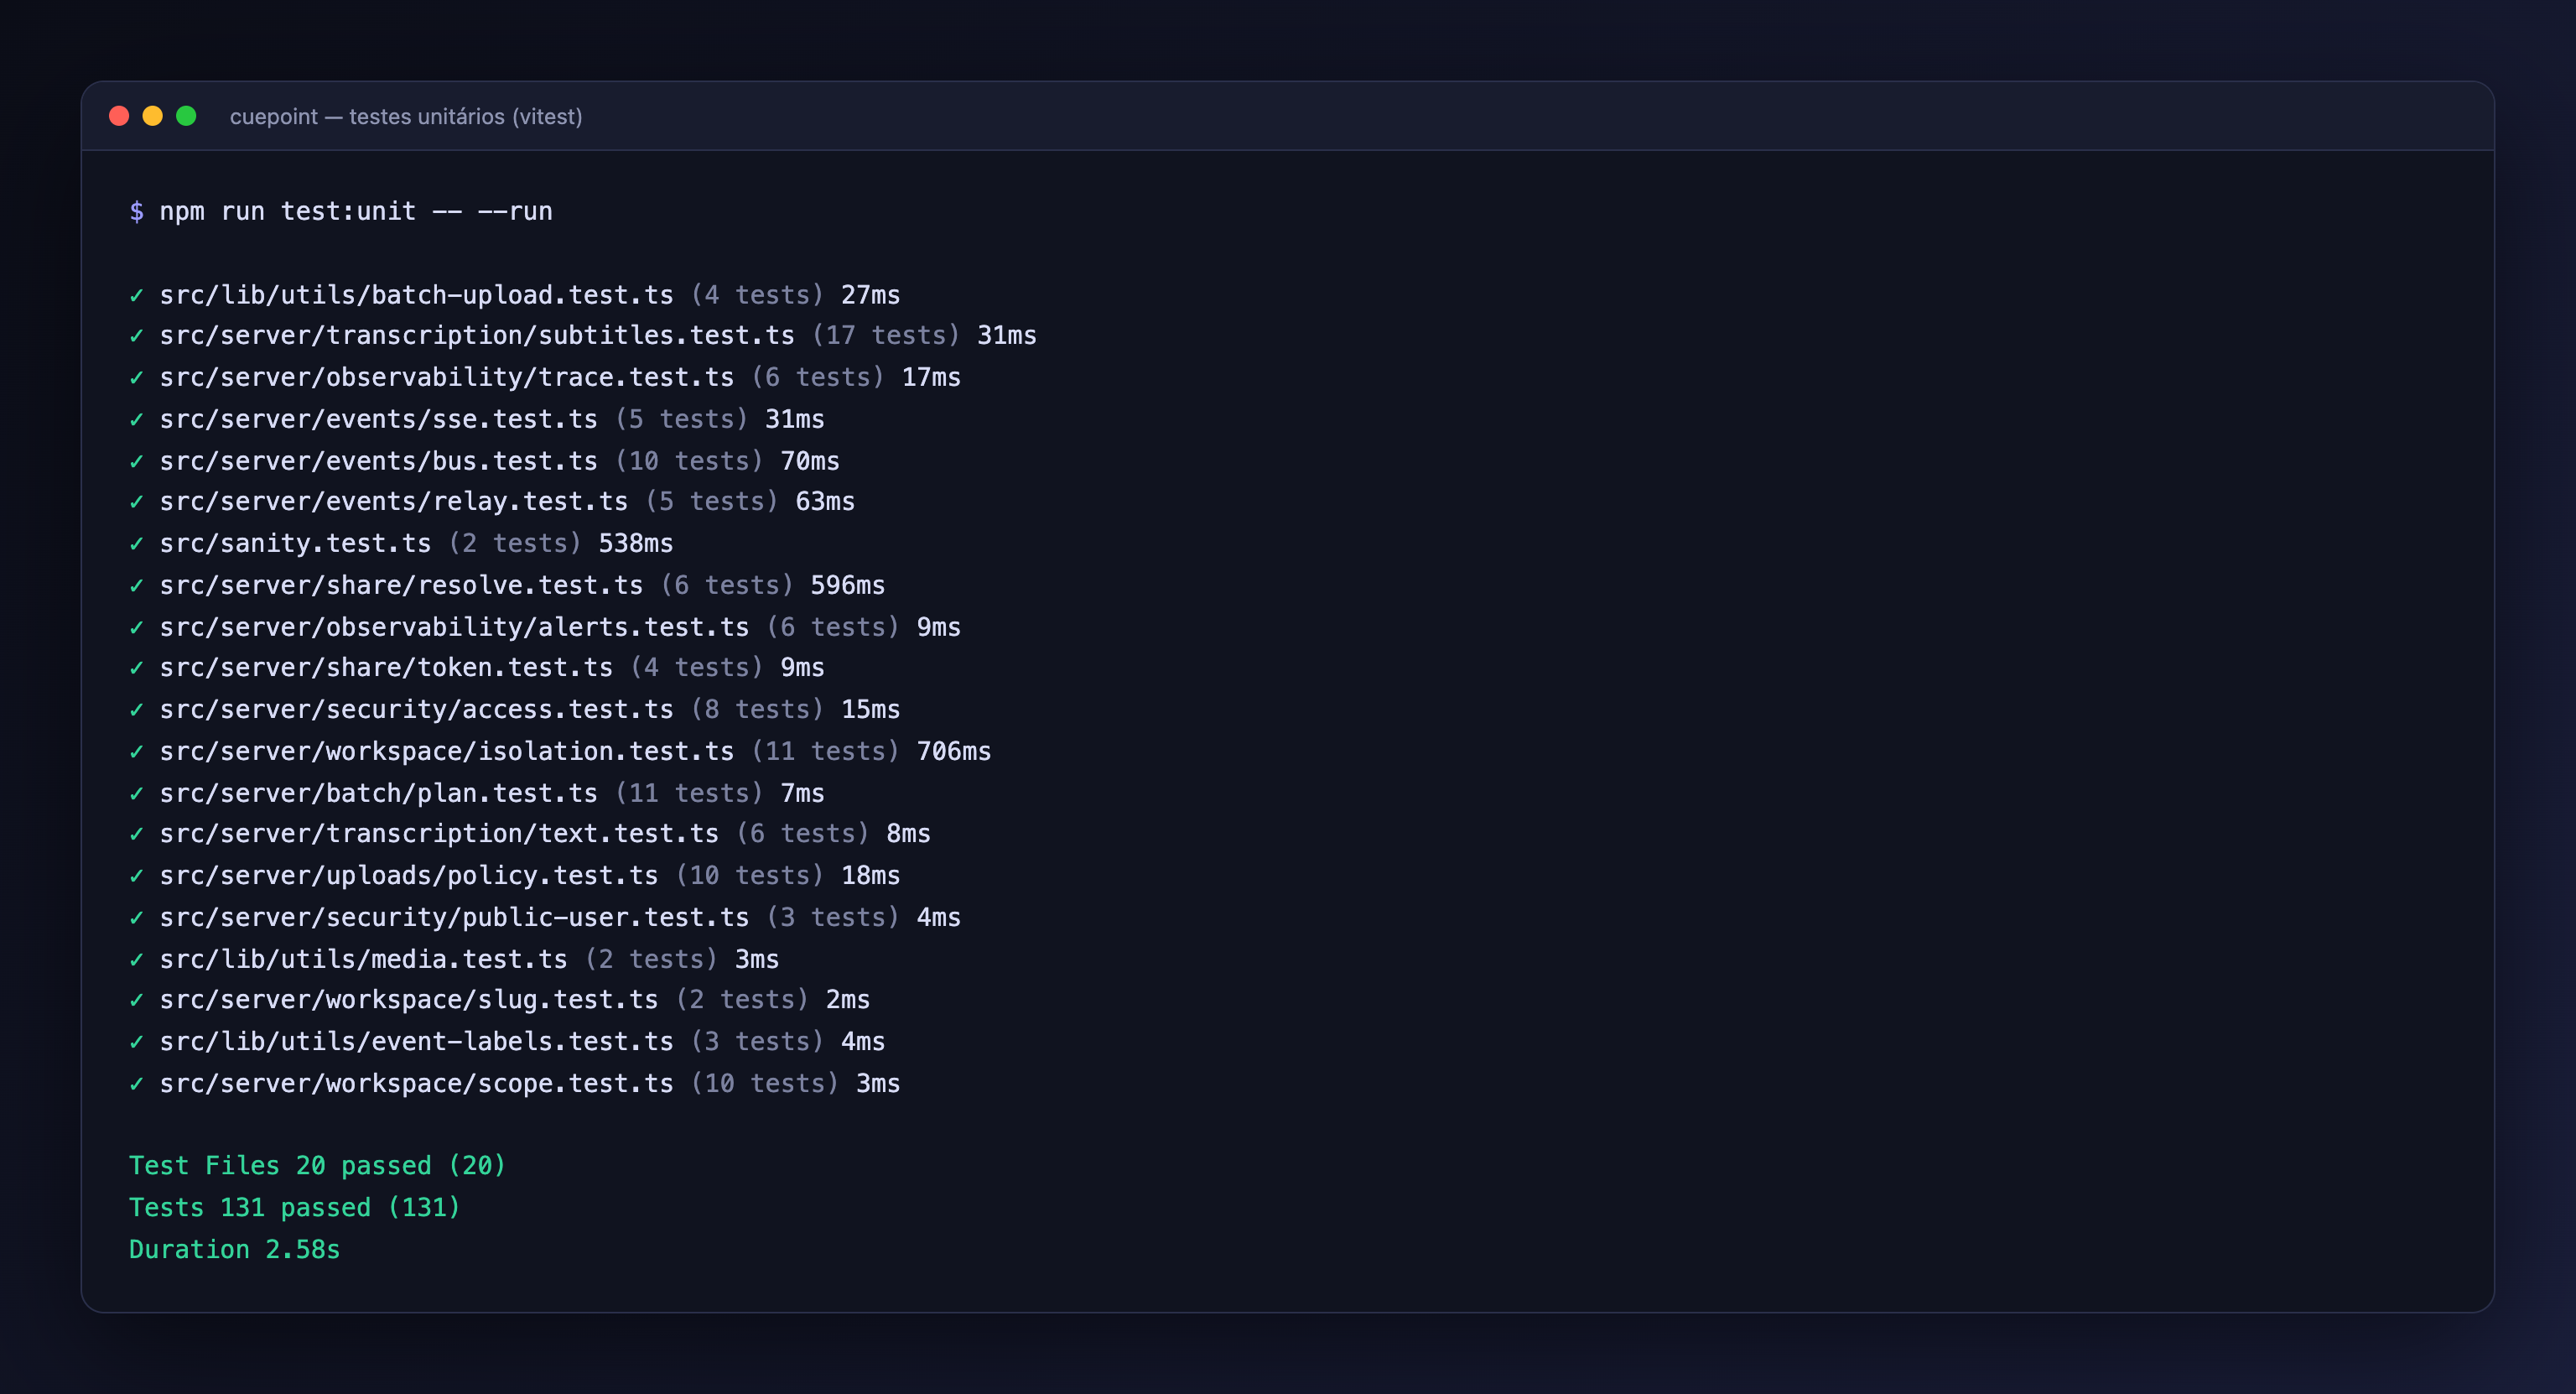 cuepoint — testes unitários (vitest)
$ npm run test:unit -- --run
✓ src/lib/utils/batch-upload.test.ts (4 tests) 27ms
✓ src/server/transcription/subtitles.test.ts (17 tests) 31ms
✓ src/server/observability/trace.test.ts (6 tests) 17ms
✓ src/server/events/sse.test.ts (5 tests) 31ms
✓ src/server/events/bus.test.ts (10 tests) 70ms
✓ src/server/events/relay.test.ts (5 tests) 63ms
✓ src/sanity.test.ts (2 tests) 538ms
✓ src/server/share/resolve.test.ts (6 tests) 596ms
✓ src/server/observability/alerts.test.ts (6 tests) 9ms
✓ src/server/share/token.test.ts (4 tests) 9ms
✓ src/server/security/access.test.ts (8 tests) 15ms
✓ src/server/workspace/isolation.test.ts (11 tests) 706ms
✓ src/server/batch/plan.test.ts (11 tests) 7ms
✓ src/server/transcription/text.test.ts (6 tests) 8ms
✓ src/server/uploads/policy.test.ts (10 tests) 18ms
✓ src/server/security/public-user.test.ts (3 tests) 4ms
✓ src/lib/utils/media.test.ts (2 tests) 3ms
✓ src/server/workspace/slug.test.ts (2 tests) 2ms
✓ src/lib/utils/event-labels.test.ts (3 tests) 4ms
✓ src/server/workspace/scope.test.ts (10 tests) 3ms
Test Files 20 passed (20)
Tests 131 passed (131)
Duration 2.58s